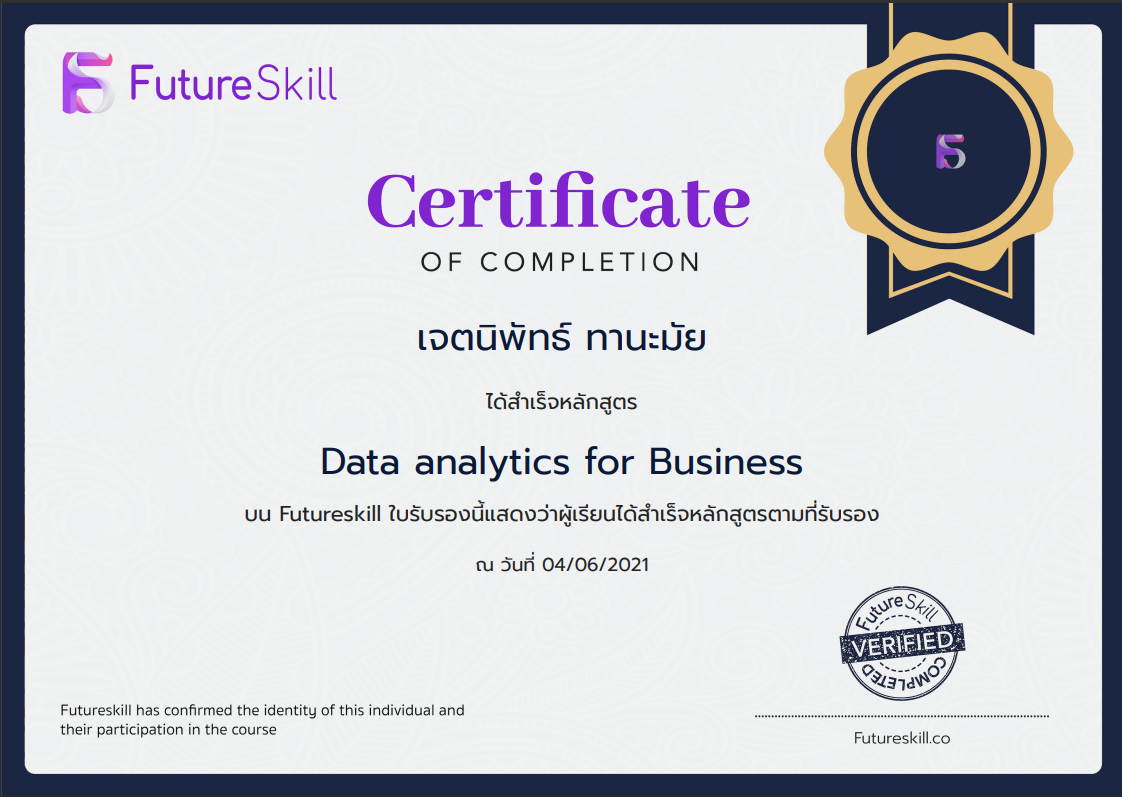 FutureSkill
Certificate
OF COMPLETION
เจตนิพัทธ์ ทานะมัย
ได้สำเร็จหลักสูตร
Data analytics for Business
บน Futureskill ใบรับรองนี้แสดงว่าผู้เรียนได้สำเร็จหลักสูตรตามที่รับรอง
ณ วันที่ 04/06/2021
FutureSkill
VERIFIED
COMPLETED
Futureskill has confirmed the identity of this individual and
their participation in the course
Futureskill.co